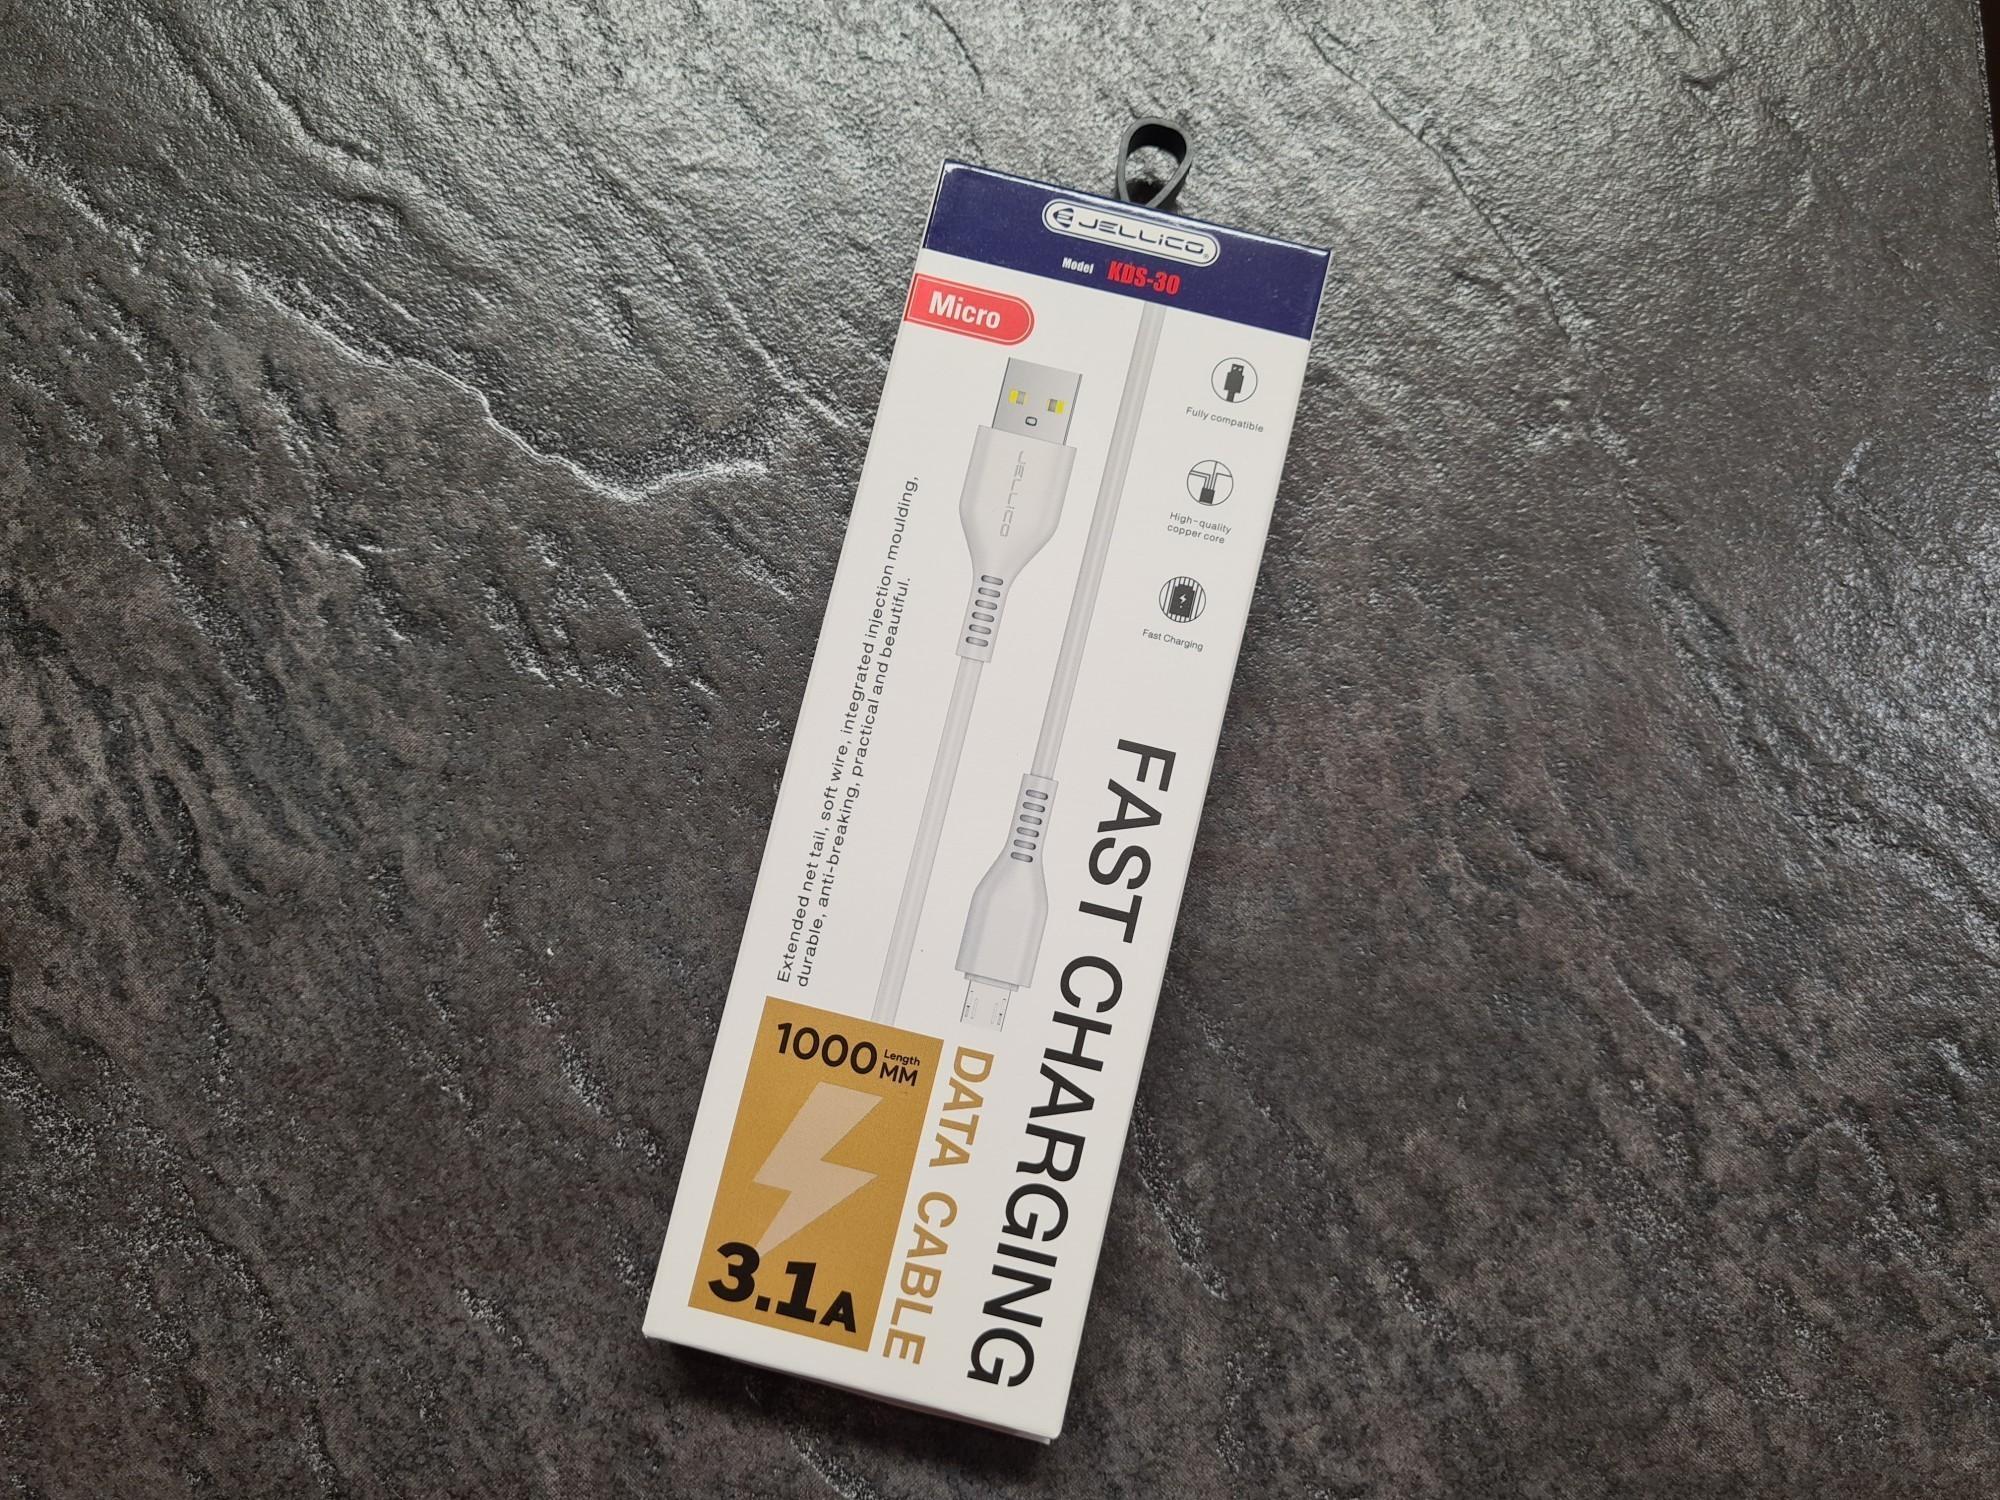 JELLICO®
Model KDS-30
Micro
Fully compatible
High-quality
copper core
Fast Charging
JELLICO
Extended net tail, soft wire, integrated injection moulding,
durable, anti-breaking, practical and beautiful.
FAST CHARGING
DATA CABLE
1000 Length MM
3.1A